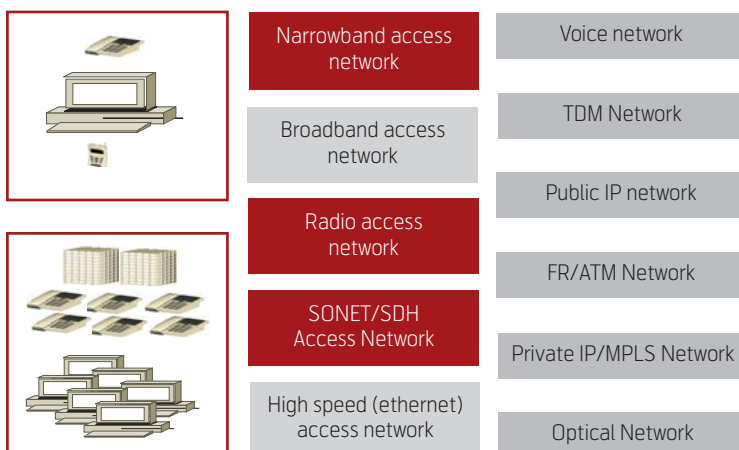 Narrowband access
network
Broadband access
network
Radio access
network
SONET/SDH
Access Network
High speed (ethernet)
access network
Voice network
TDM Network
Public IP network
FR/ATM Network
Private IP/MPLS Network
Optical Network